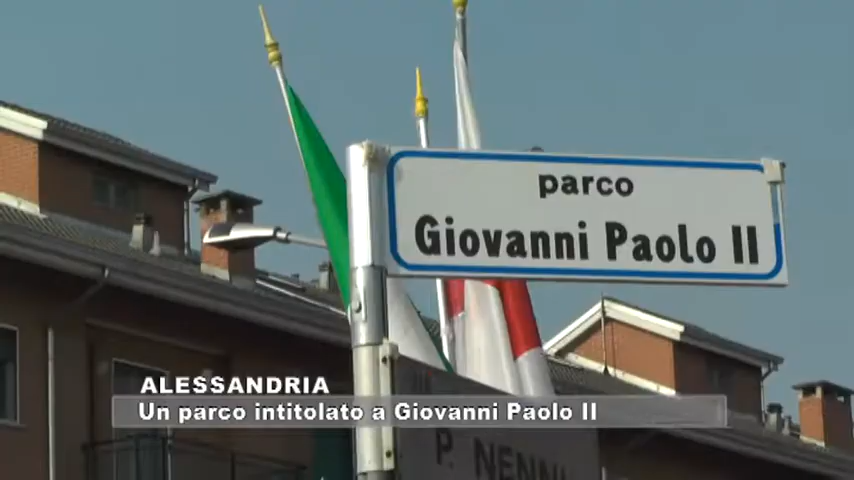 parco
Giovanni Paolo II
ALESSANDRIA
Un parco intitolato a Giovanni Paolo II
P. NENNI